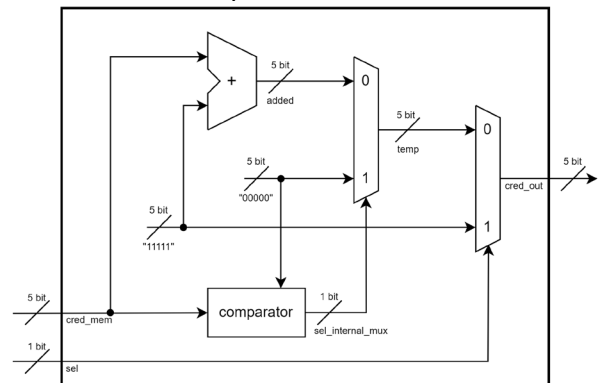 +
5 bit
added
0
5 bit
temp
0
5 bit
"00000"
1
5 bit
cred_out
5 bit
"11111"
1
5 bit
cred_mem
comparator
1 bit
sel_internal_mux
1 bit
sel